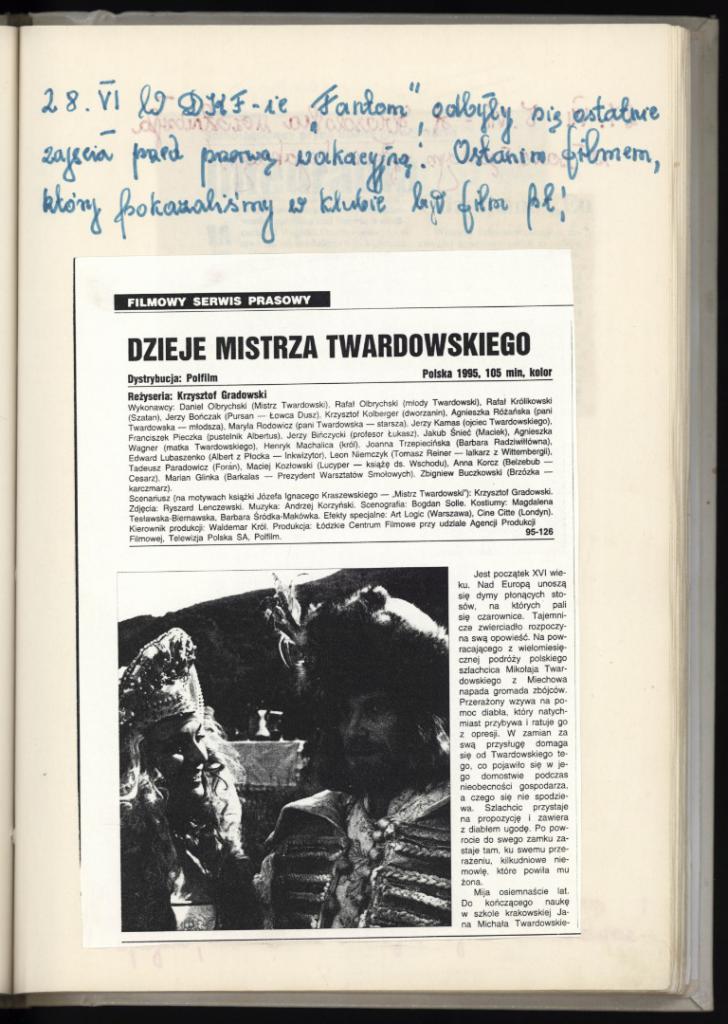 28. VI W DKF-ie "Fantom" odbyły się ostatnie
zajęcia przed przerwą wakacyjną. Ostanim filmem,
który pokazaliśmy w klubie był film pt;
FILMOWY SERWIS PRASOWY
DZIEJE MISTRZA TWARDOWSKIEGO
Dystrybucja: Polfilm Polska 1995, 105 min, kolor
Reżyseria: Krzysztof Gradowski
Wykonawcy: Daniel Olbrychski (Mistrz Twardowski), Rafał Olbrychski (młody Twardowski), Rafał Królikowski
(Szatan), Jerzy Bończak (Pursan — Łowca Dusz), Krzysztof Kolberger (dworzanin), Agnieszka Różańska (pani
Twardowska — młodsza), Maryla Rodowicz (pani Twardowska — starsza), Jerzy Kamas (ojciec Twardowskiego),
Franciszek Pieczka (pustelnik Albertus), Jerzy Bińczycki (profesor Łukasz), Jakub Śnieć (Maciek), Agnieszka
Wagner (matka Twardowskiego), Henryk Machalica (król), Joanna Trzepiecińska (Barbara Radziwiłłówna),
Edward Lubaszenko (Albert z Płocka — Inkwizytor), Leon Niemczyk (Tomasz Reiner — lalkarz z Wittembergii),
Tadeusz Paradowicz (Foran), Maciej Kozłowski (Lucyper — książę ds. Wschodu), Anna Korcz (Belzebub —
Cesarz), Marian Glinka (Barkalas — Prezydent Warsztatów Smołowych), Zbigniew Buczkowski (Brzózka —
karczmarz).
Scenariusz (na motywach książki Józefa Ignacego Kraszewskiego — „Mistrz Twardowski"): Krzysztof Gradowski.
Zdjęcia: Ryszard Lenczewski. Muzyka: Andrzej Korzyński. Scenografia: Bogdan Solle. Kostiumy: Magdalena
Tesławska-Biernawska, Barbara Śródka-Makówka. Efekty specjalne: Art Logic (Warszawa), Cine Citte (Londyn).
Kierownik produkcji: Waldemar Król. Produkcja: Łódzkie Centrum Filmowe przy udziale Agencji Produkcji
Filmowej, Telewizja Polska SA, Polfilm. 95-126
Jest początek XVI wie-
ku. Nad Europą unoszą
się dymy płonących sto-
sów, na których pali
się czarownice. Tajemni-
cze zwierciadło rozpoczy-
na swą opowieść. Na pow-
racającego z wielomiesię-
cznej podróży polskiego
szlachcica Mikołaja Twar-
dowskiego z Miechowa
napada gromada zbójców.
Przerażony wzywa na po-
moc diabła, który natych-
miast przybywa i ratuje go
z opresji. W zamian za
swą przysługę domaga
się od Twardowskiego te-
go, co pojawiło się w je-
go domostwie podczas
nieobecności gospodarza,
a czego się nie spodzie-
wa. Szlachcic przystaje
na propozycję i zawiera
z diabłem ugodę. Po pow-
rocie do swego zamku za-
staje tam, ku swemu prze-
rażeniu, kilkudniowe nie-
mowlę, które powiła mu
żona.
Mija osiemnaście lat.
Do kończącego naukę
w szkole krakowskiej Ja-
na Michała Twardowskie-